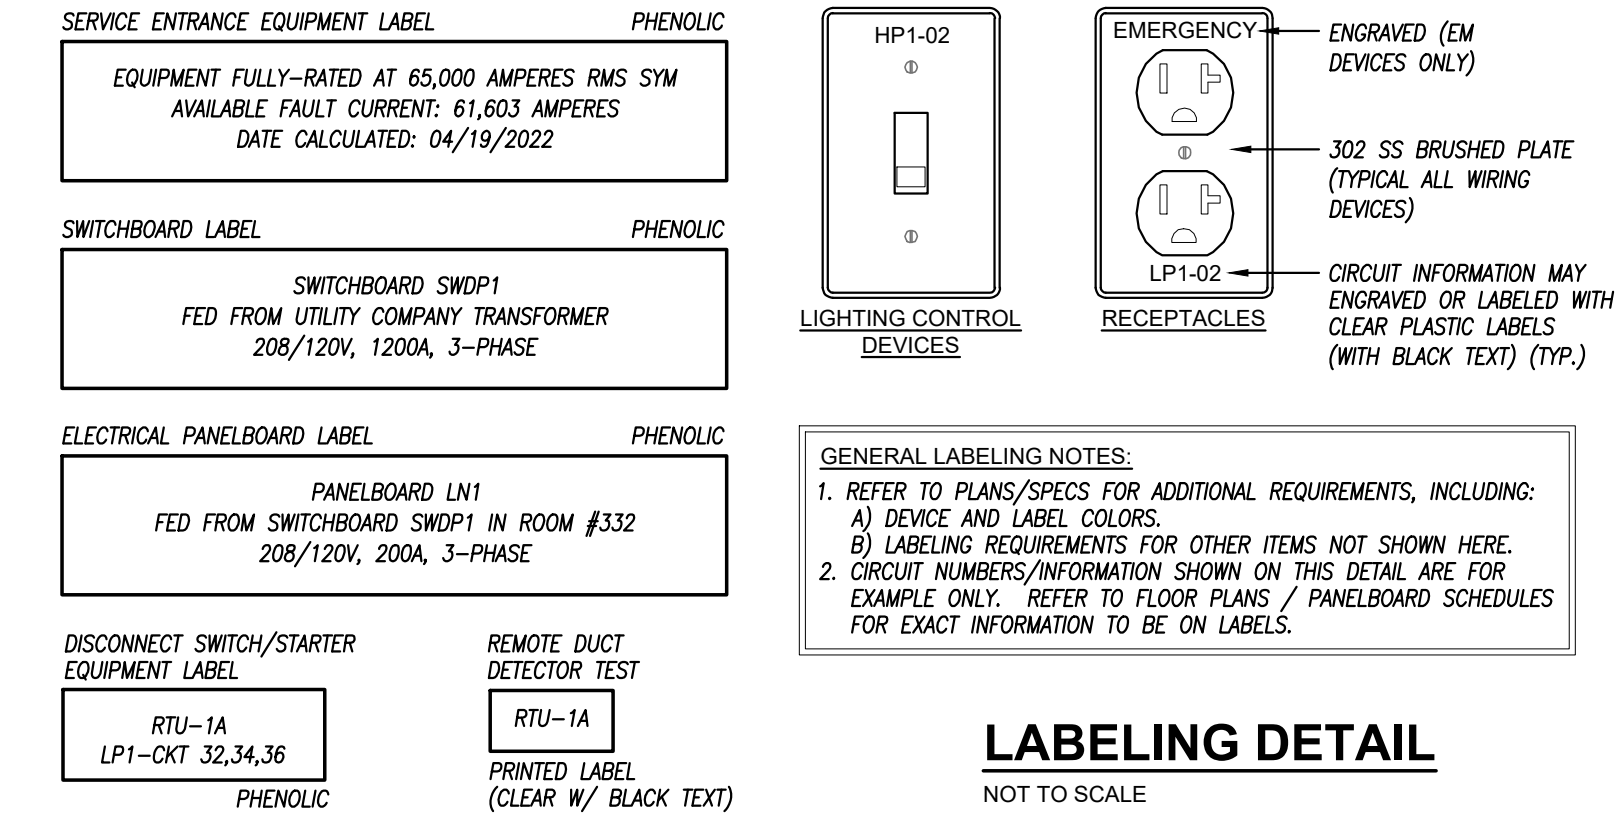 SERVICE ENTRANCE EQUIPMENT LABEL PHENOLIC
EQUIPMENT FULLY-RATED AT 65,000 AMPERES RMS SYM
AVAILABLE FAULT CURRENT: 61,603 AMPERES
DATE CALCULATED: 04/19/2022
SWITCHBOARD LABEL PHENOLIC
SWITCHBOARD SWDP1
FED FROM UTILITY COMPANY TRANSFORMER
208/120V, 1200A, 3-PHASE
ELECTRICAL PANELBOARD LABEL PHENOLIC
PANELBOARD LN1
FED FROM SWITCHBOARD SWDP1 IN ROOM #332
208/120V, 200A, 3-PHASE
DISCONNECT SWITCH/STARTER
EQUIPMENT LABEL
RTU-1A
LP1-CKT 32,34,36
PHENOLIC
REMOTE DUCT
DETECTOR TEST
RTU-1A
PRINTED LABEL
(CLEAR W/ BLACK TEXT)
HP1-02
LIGHTING CONTROL
DEVICES
EMERGENCY
LP1-02
RECEPTACLES
ENGRAVED (EM
DEVICES ONLY)
302 SS BRUSHED PLATE
(TYPICAL ALL WIRING
DEVICES)
CIRCUIT INFORMATION MAY
ENGRAVED OR LABELED WITH
CLEAR PLASTIC LABELS
(WITH BLACK TEXT) (TYP.)
GENERAL LABELING NOTES:
1. REFER TO PLANS/SPECS FOR ADDITIONAL REQUIREMENTS, INCLUDING:
A) DEVICE AND LABEL COLORS.
B) LABELING REQUIREMENTS FOR OTHER ITEMS NOT SHOWN HERE.
2. CIRCUIT NUMBERS/INFORMATION SHOWN ON THIS DETAIL ARE FOR
EXAMPLE ONLY. REFER TO FLOOR PLANS / PANELBOARD SCHEDULES
FOR EXACT INFORMATION TO BE ON LABELS.
LABELING DETAIL
NOT TO SCALE